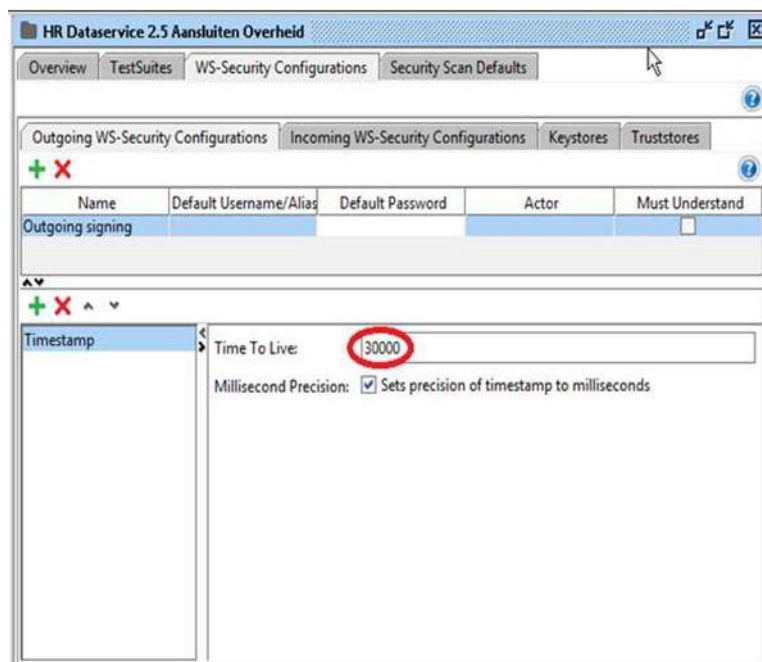 HR Dataservice 2.5 Aansluiten Overheid
Overview TestSuites WS-Security Configurations Security Scan Defaults
Outgoing WS-Security Configurations Incoming WS-Security Configurations Keystores Truststores
Name Default Username/Alias Default Password Actor Must Understand
Outgoing signing
Timestamp
Time To Live: 30000
Millisecond Precision: Sets precision of timestamp to milliseconds